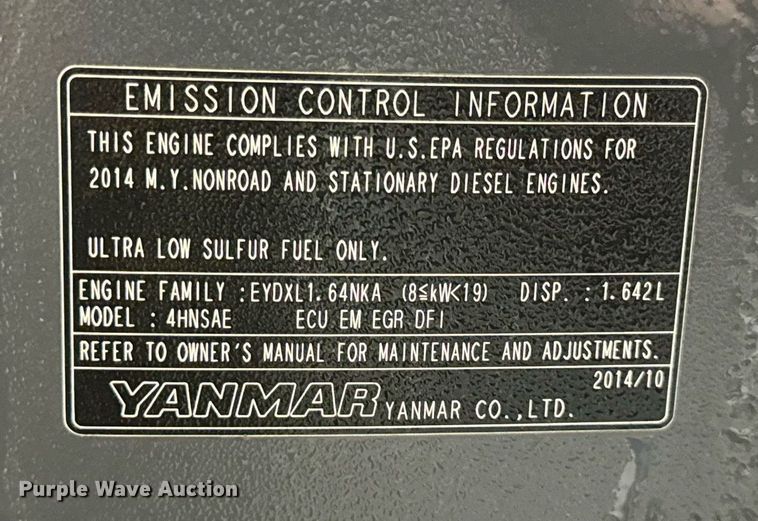 EMISSION CONTROL INFORMATION
THIS ENGINE COMPLIES WITH U.S.EPA REGULATIONS FOR
2014 M.Y.NONROAD AND STATIONARY DIESEL ENGINES.
ULTRA LOW SULFUR FUEL ONLY.
ENGINE FAMILY :EYDXL1.64NKA (8≦kW<19) DISP. :1.642L
MODEL : 4HNSAE ECU EM EGR DFI
REFER TO OWNER'S MANUAL FOR MAINTENANCE AND ADJUSTMENTS.
2014/10
YANMAR YANMAR CO.,LTD.
Purple Wave Auction